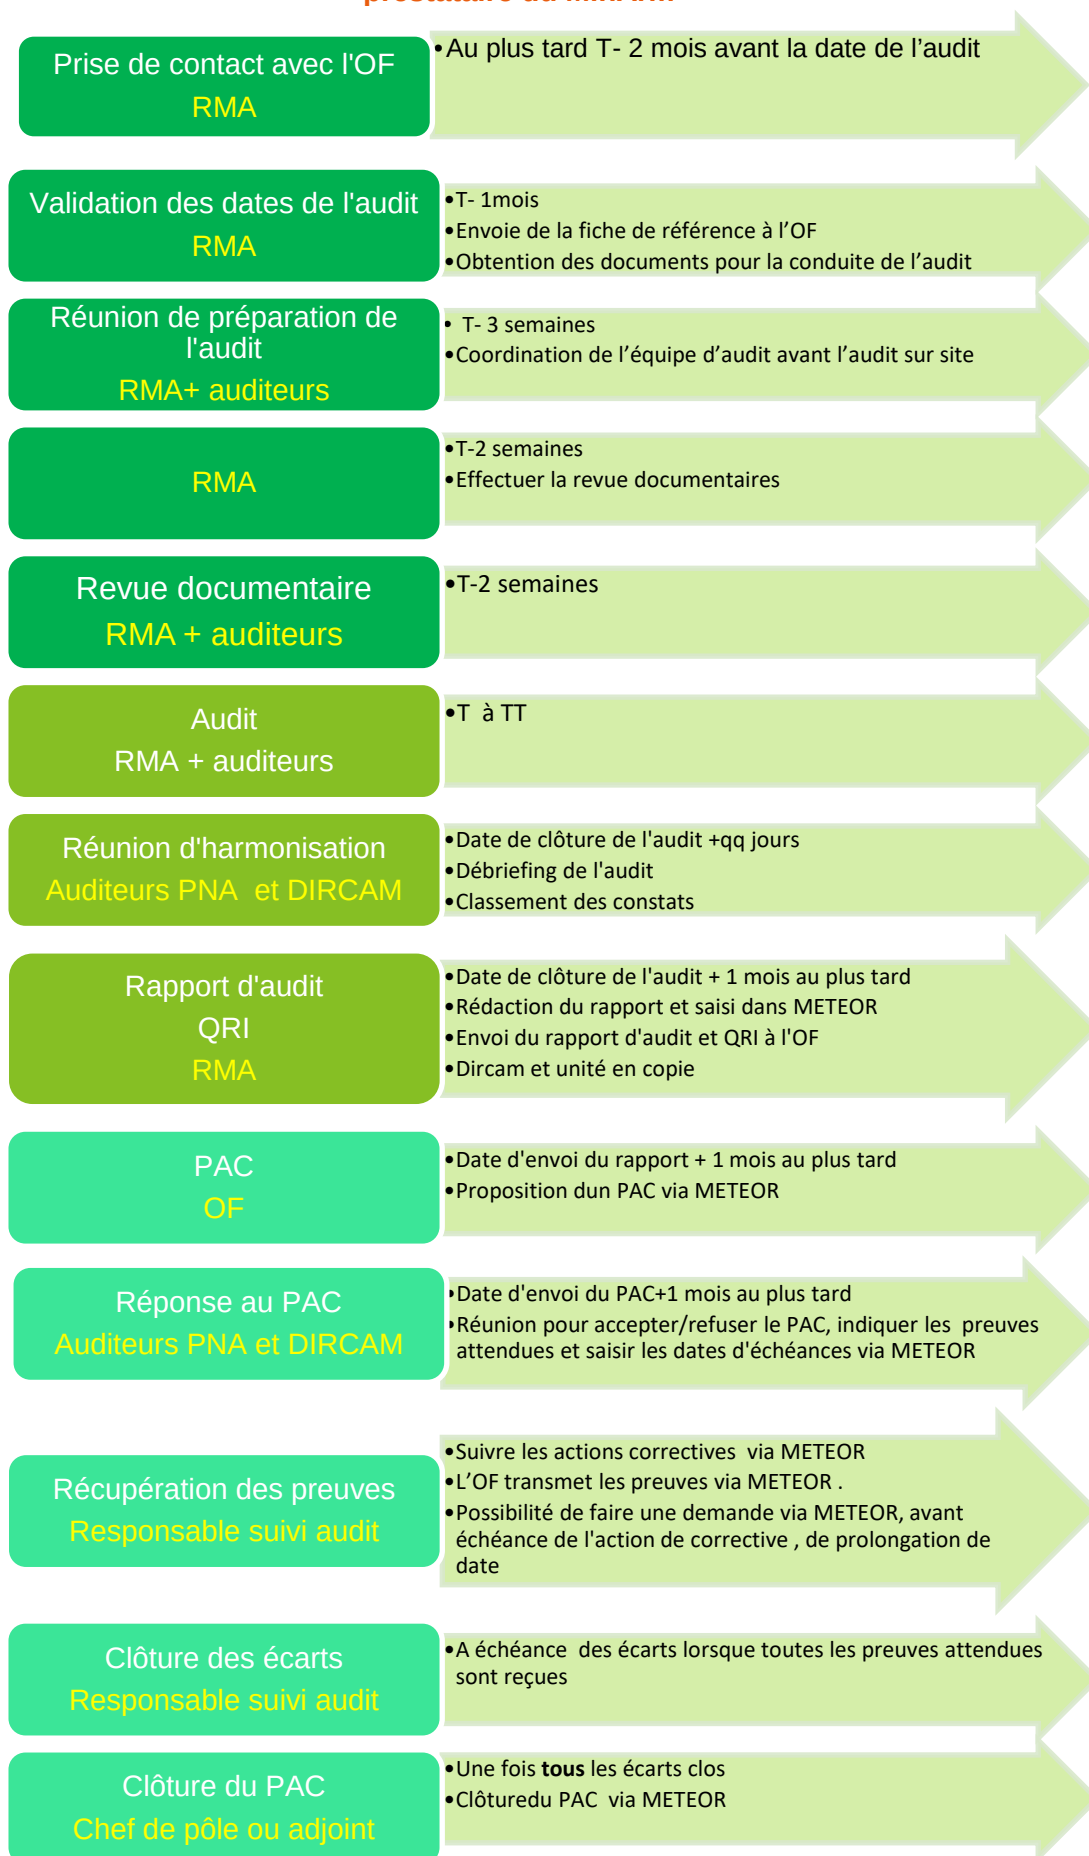 Prise de contact avec l'OF
RMA
•Au plus tard T- 2 mois avant la date de l’audit
Validation des dates de l'audit
RMA
•T- 1mois
•Envoie de la fiche de référence à l’OF
•Obtention des documents pour la conduite de l’audit
Réunion de préparation de
l'audit
RMA+ auditeurs
• T- 3 semaines
•Coordination de l’équipe d’audit avant l’audit sur site
RMA
•T-2 semaines
•Effectuer la revue documentaires
Revue documentaire
RMA + auditeurs
•T-2 semaines
Audit
RMA + auditeurs
•T à TT
Réunion d'harmonisation
Auditeurs PNA et DIRCAM
•Date de clôture de l'audit +qq jours
•Débriefing de l'audit
•Classement des constats
Rapport d'audit
QRI
RMA
•Date de clôture de l'audit + 1 mois au plus tard
•Rédaction du rapport et saisi dans METEOR
•Envoi du rapport d'audit et QRI à l'OF
•Dircam et unité en copie
PAC
OF
•Date d'envoi du rapport + 1 mois au plus tard
•Proposition dun PAC via METEOR
Réponse au PAC
Auditeurs PNA et DIRCAM
•Date d'envoi du PAC+1 mois au plus tard
•Réunion pour accepter/refuser le PAC, indiquer les preuves
attendues et saisir les dates d'échéances via METEOR
Récupération des preuves
Responsable suivi audit
•Suivre les actions correctives via METEOR
•L’OF transmet les preuves via METEOR .
•Possibilité de faire une demande via METEOR, avant
échéance de l'action de corrective , de prolongation de
date
Clôture des écarts
Responsable suivi audit
•A échéance des écarts lorsque toutes les preuves attendues
sont reçues
Clôture du PAC
Chef de pôle ou adjoint
•Une fois tous les écarts clos
•Clôturedu PAC via METEOR